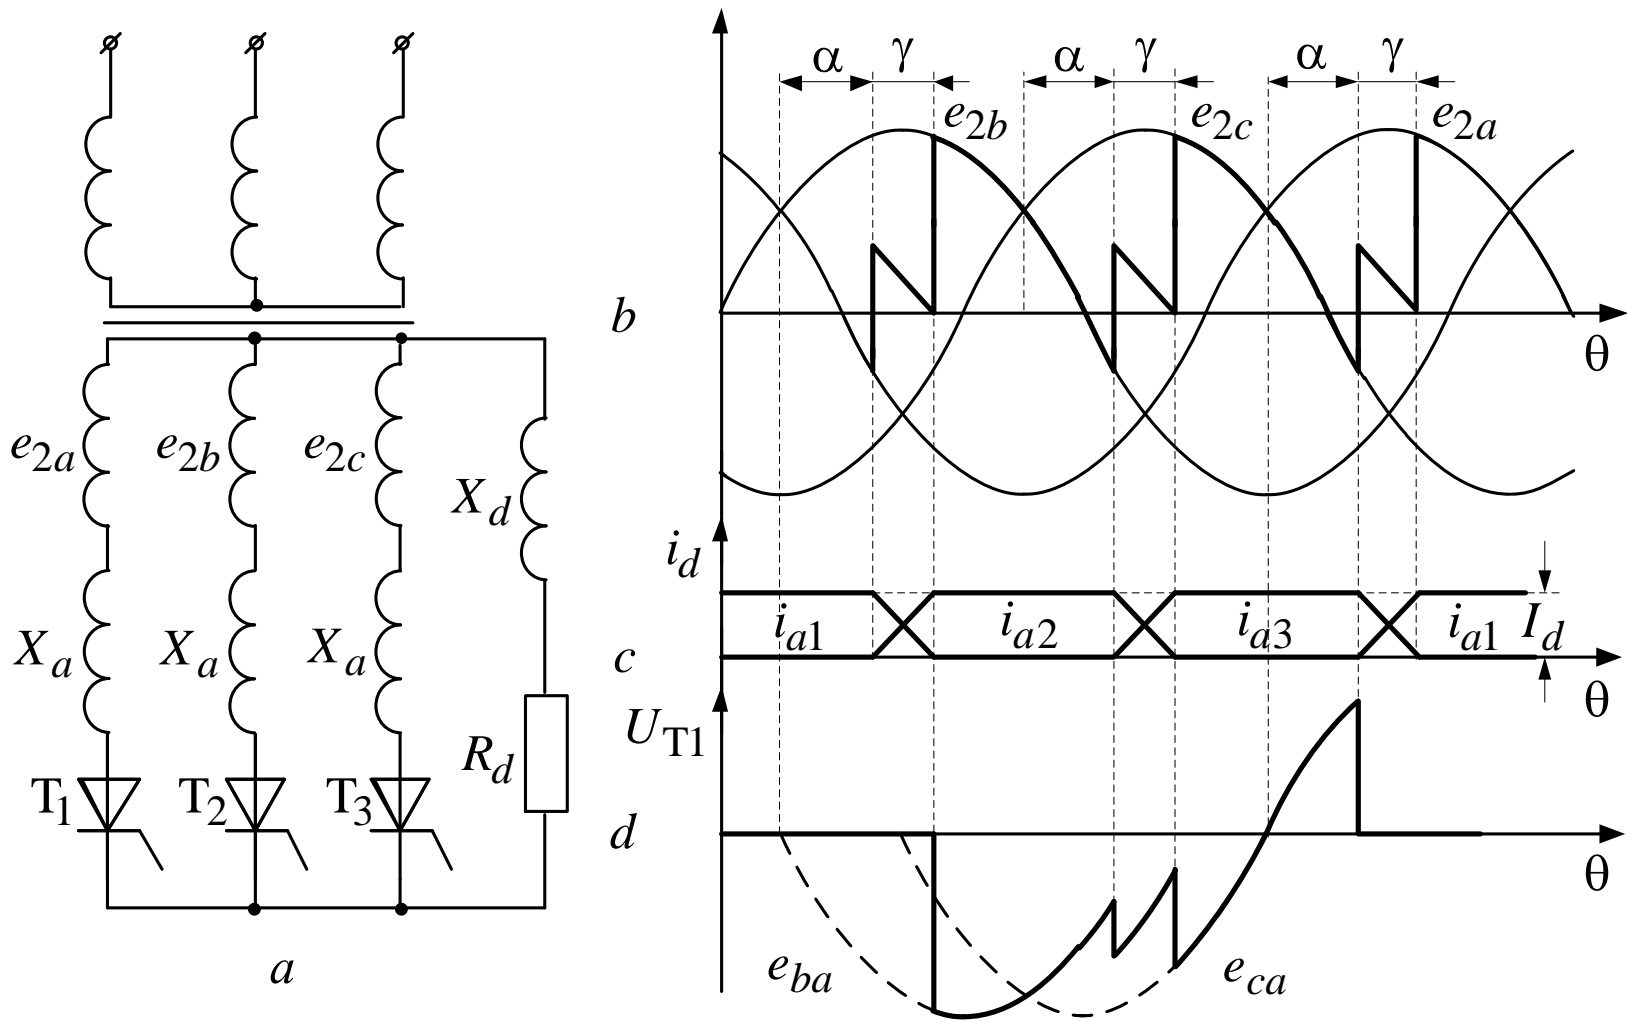 α γ α γ α γ
e2b e2c e2a
b
θ
e2a e2b e2c
Xd
id
ia1 ia2 ia3 ia1 Id
Xa Xa Xa
c
θ
UT1
Rd
T1 T2 T3
d
θ
eba eca
a